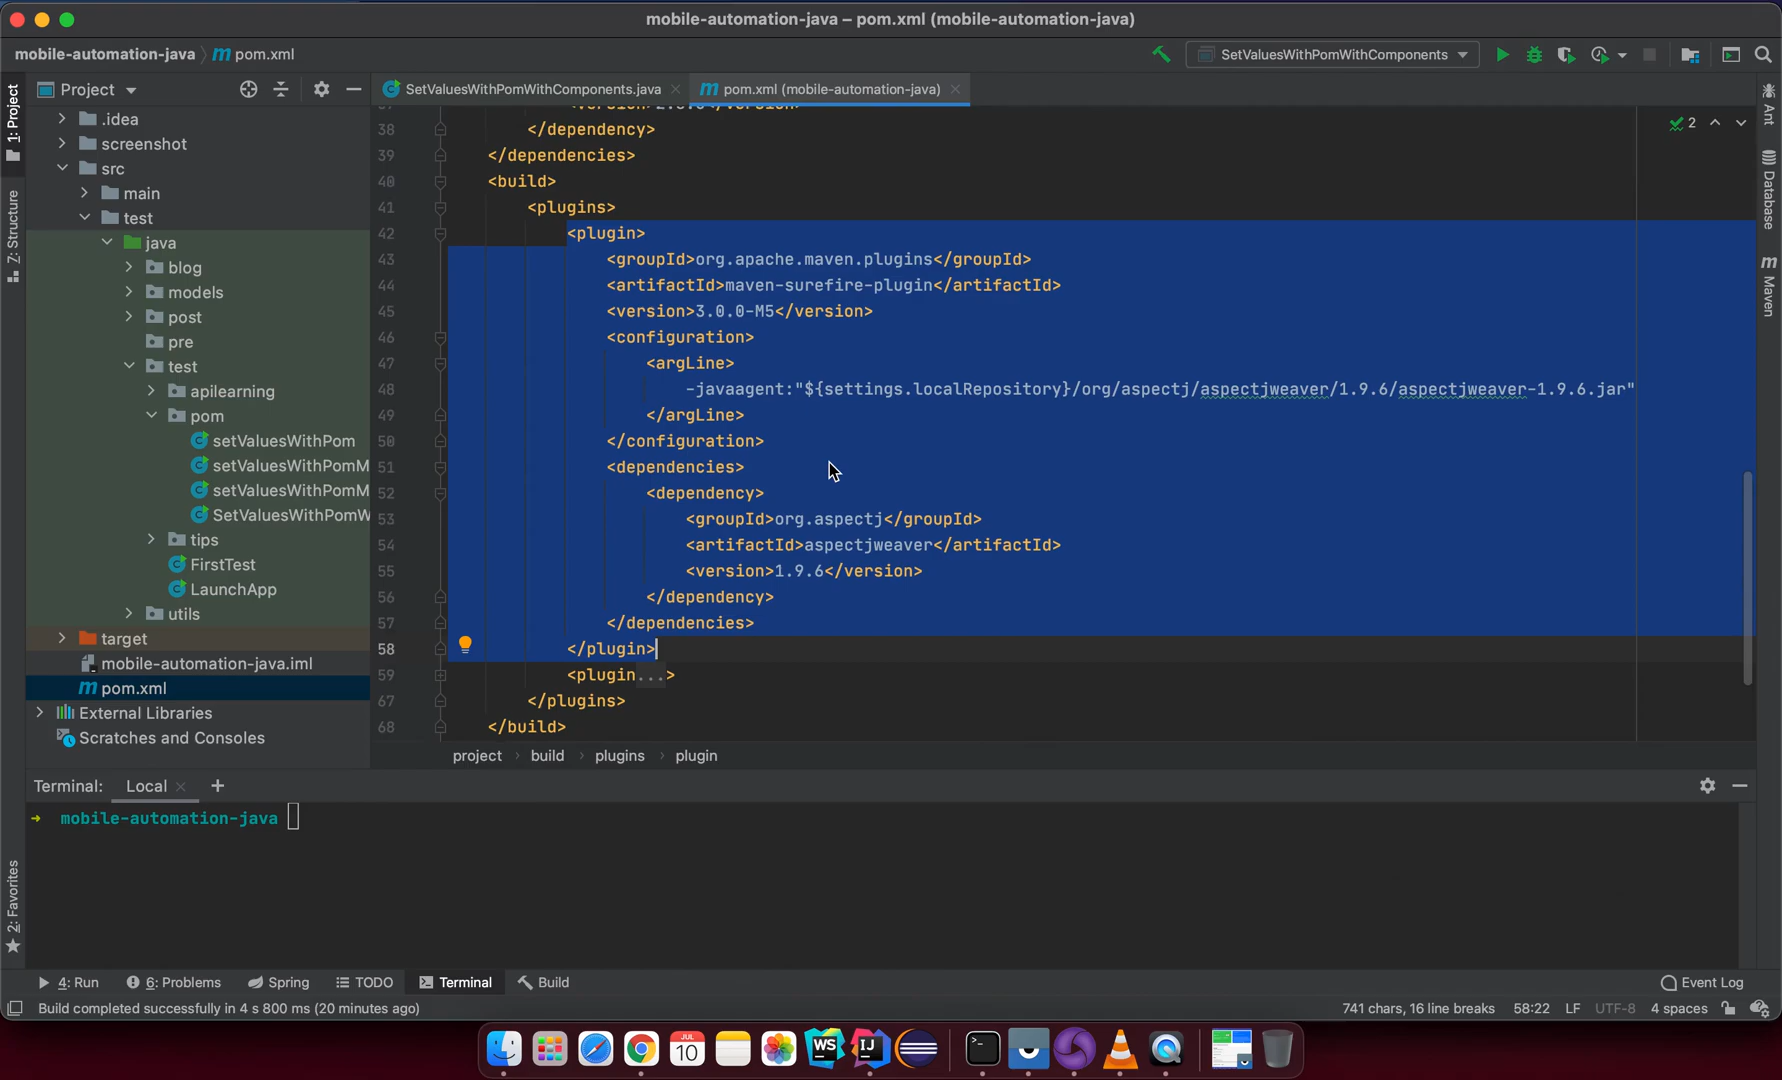 mobile-automation-java – pom.xml (mobile-automation-java)
mobile-automation-java
pom.xml
SetValuesWithPomWithComponents
Project
SetValuesWithPomWithComponents.java
pom.xml (mobile-automation-java)
1: Project
Z: Structure
2: Favorites
Ant
Database
Maven
.idea
screenshot
src
main
test
java
blog
models
post
pre
test
apilearning
pom
setValuesWithPom
setValuesWithPomM
setValuesWithPomM
SetValuesWithPomW
tips
FirstTest
LaunchApp
utils
target
mobile-automation-java.iml
pom.xml
External Libraries
Scratches and Consoles
2
38 </dependency>
39 </dependencies>
40 <build>
41 <plugins>
42 <plugin>
43 <groupId>org.apache.maven.plugins</groupId>
44 <artifactId>maven-surefire-plugin</artifactId>
45 <version>3.0.0-M5</version>
46 <configuration>
47 <argLine>
48 -javaagent:"${settings.localRepository}/org/aspectj/aspectjweaver/1.9.6/aspectjweaver-1.9.6.jar"
49 </argLine>
50 </configuration>
51 <dependencies>
52 <dependency>
53 <groupId>org.aspectj</groupId>
54 <artifactId>aspectjweaver</artifactId>
55 <version>1.9.6</version>
56 </dependency>
57 </dependencies>
58 </plugin>
59 <plugin...>
67 </plugins>
68 </build>
project › build › plugins › plugin
Terminal: Local
mobile-automation-java
4: Run
6: Problems
Spring
TODO
Terminal
Build
Event Log
Build completed successfully in 4 s 800 ms (20 minutes ago)
741 chars, 16 line breaks
58:22
LF
UTF-8
4 spaces
JUL
10
WS
IJ